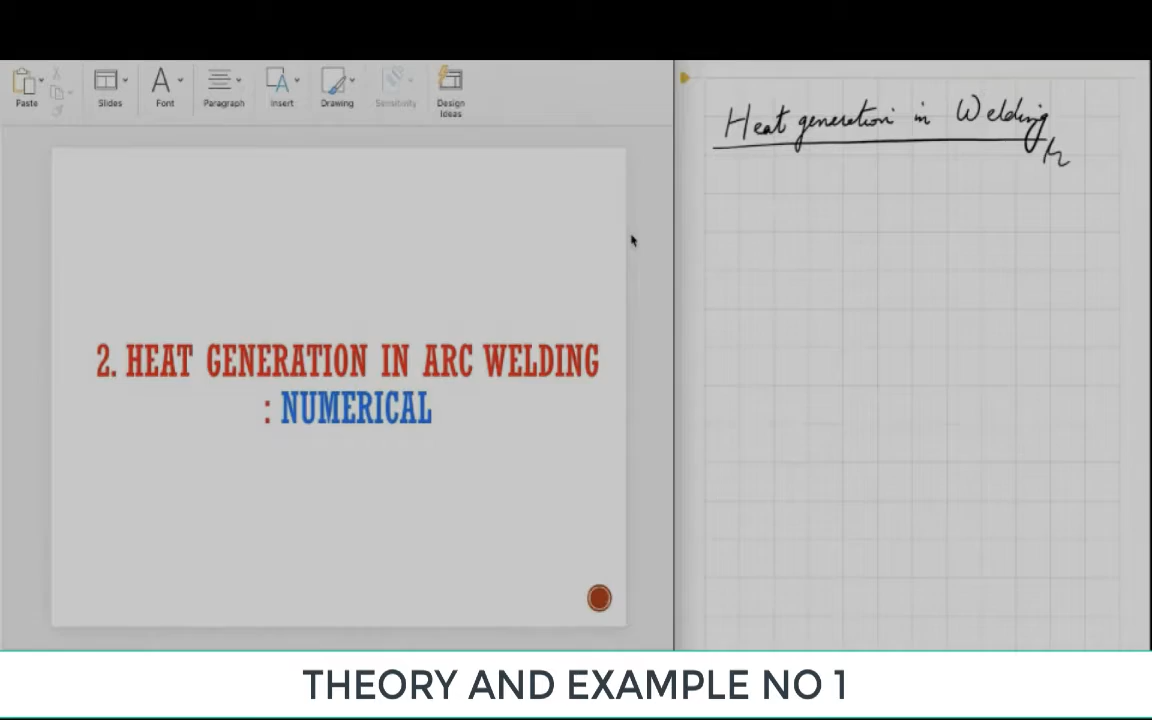 Paste
Slides
Font
Paragraph
Insert
Drawing
Sensitivity
Design
Ideas
Heat generation in Welding
2. HEAT GENERATION IN ARC WELDING
: NUMERICAL
THEORY AND EXAMPLE NO 1